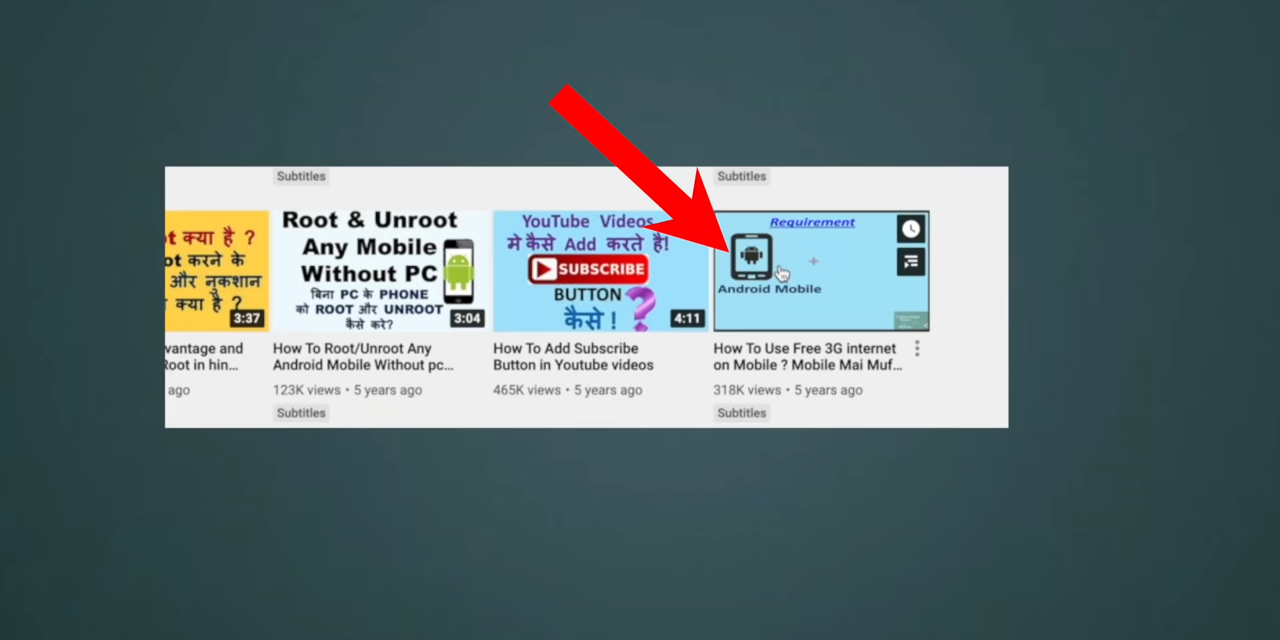 Subtitles
Subtitles
t क्या है ?
ot करने के
और नुकशान
क्या है ?
3:37
Root & Unroot
Any Mobile
Without PC
बिना PC के PHONE
को ROOT और UNROOT
कैसे करे?
3:04
YouTube Videos
मे कैसे Add करते है!
SUBSCRIBE
BUTTON
कैसे ! ?
4:11
Requirement
+
Android Mobile
vantage and
Root in hin...
ago
How To Root/Unroot Any
Android Mobile Without pc...
123K views • 5 years ago
Subtitles
How To Add Subscribe
Button in Youtube videos
465K views • 5 years ago
How To Use Free 3G internet
on Mobile ? Mobile Mai Muf...
318K views • 5 years ago
Subtitles